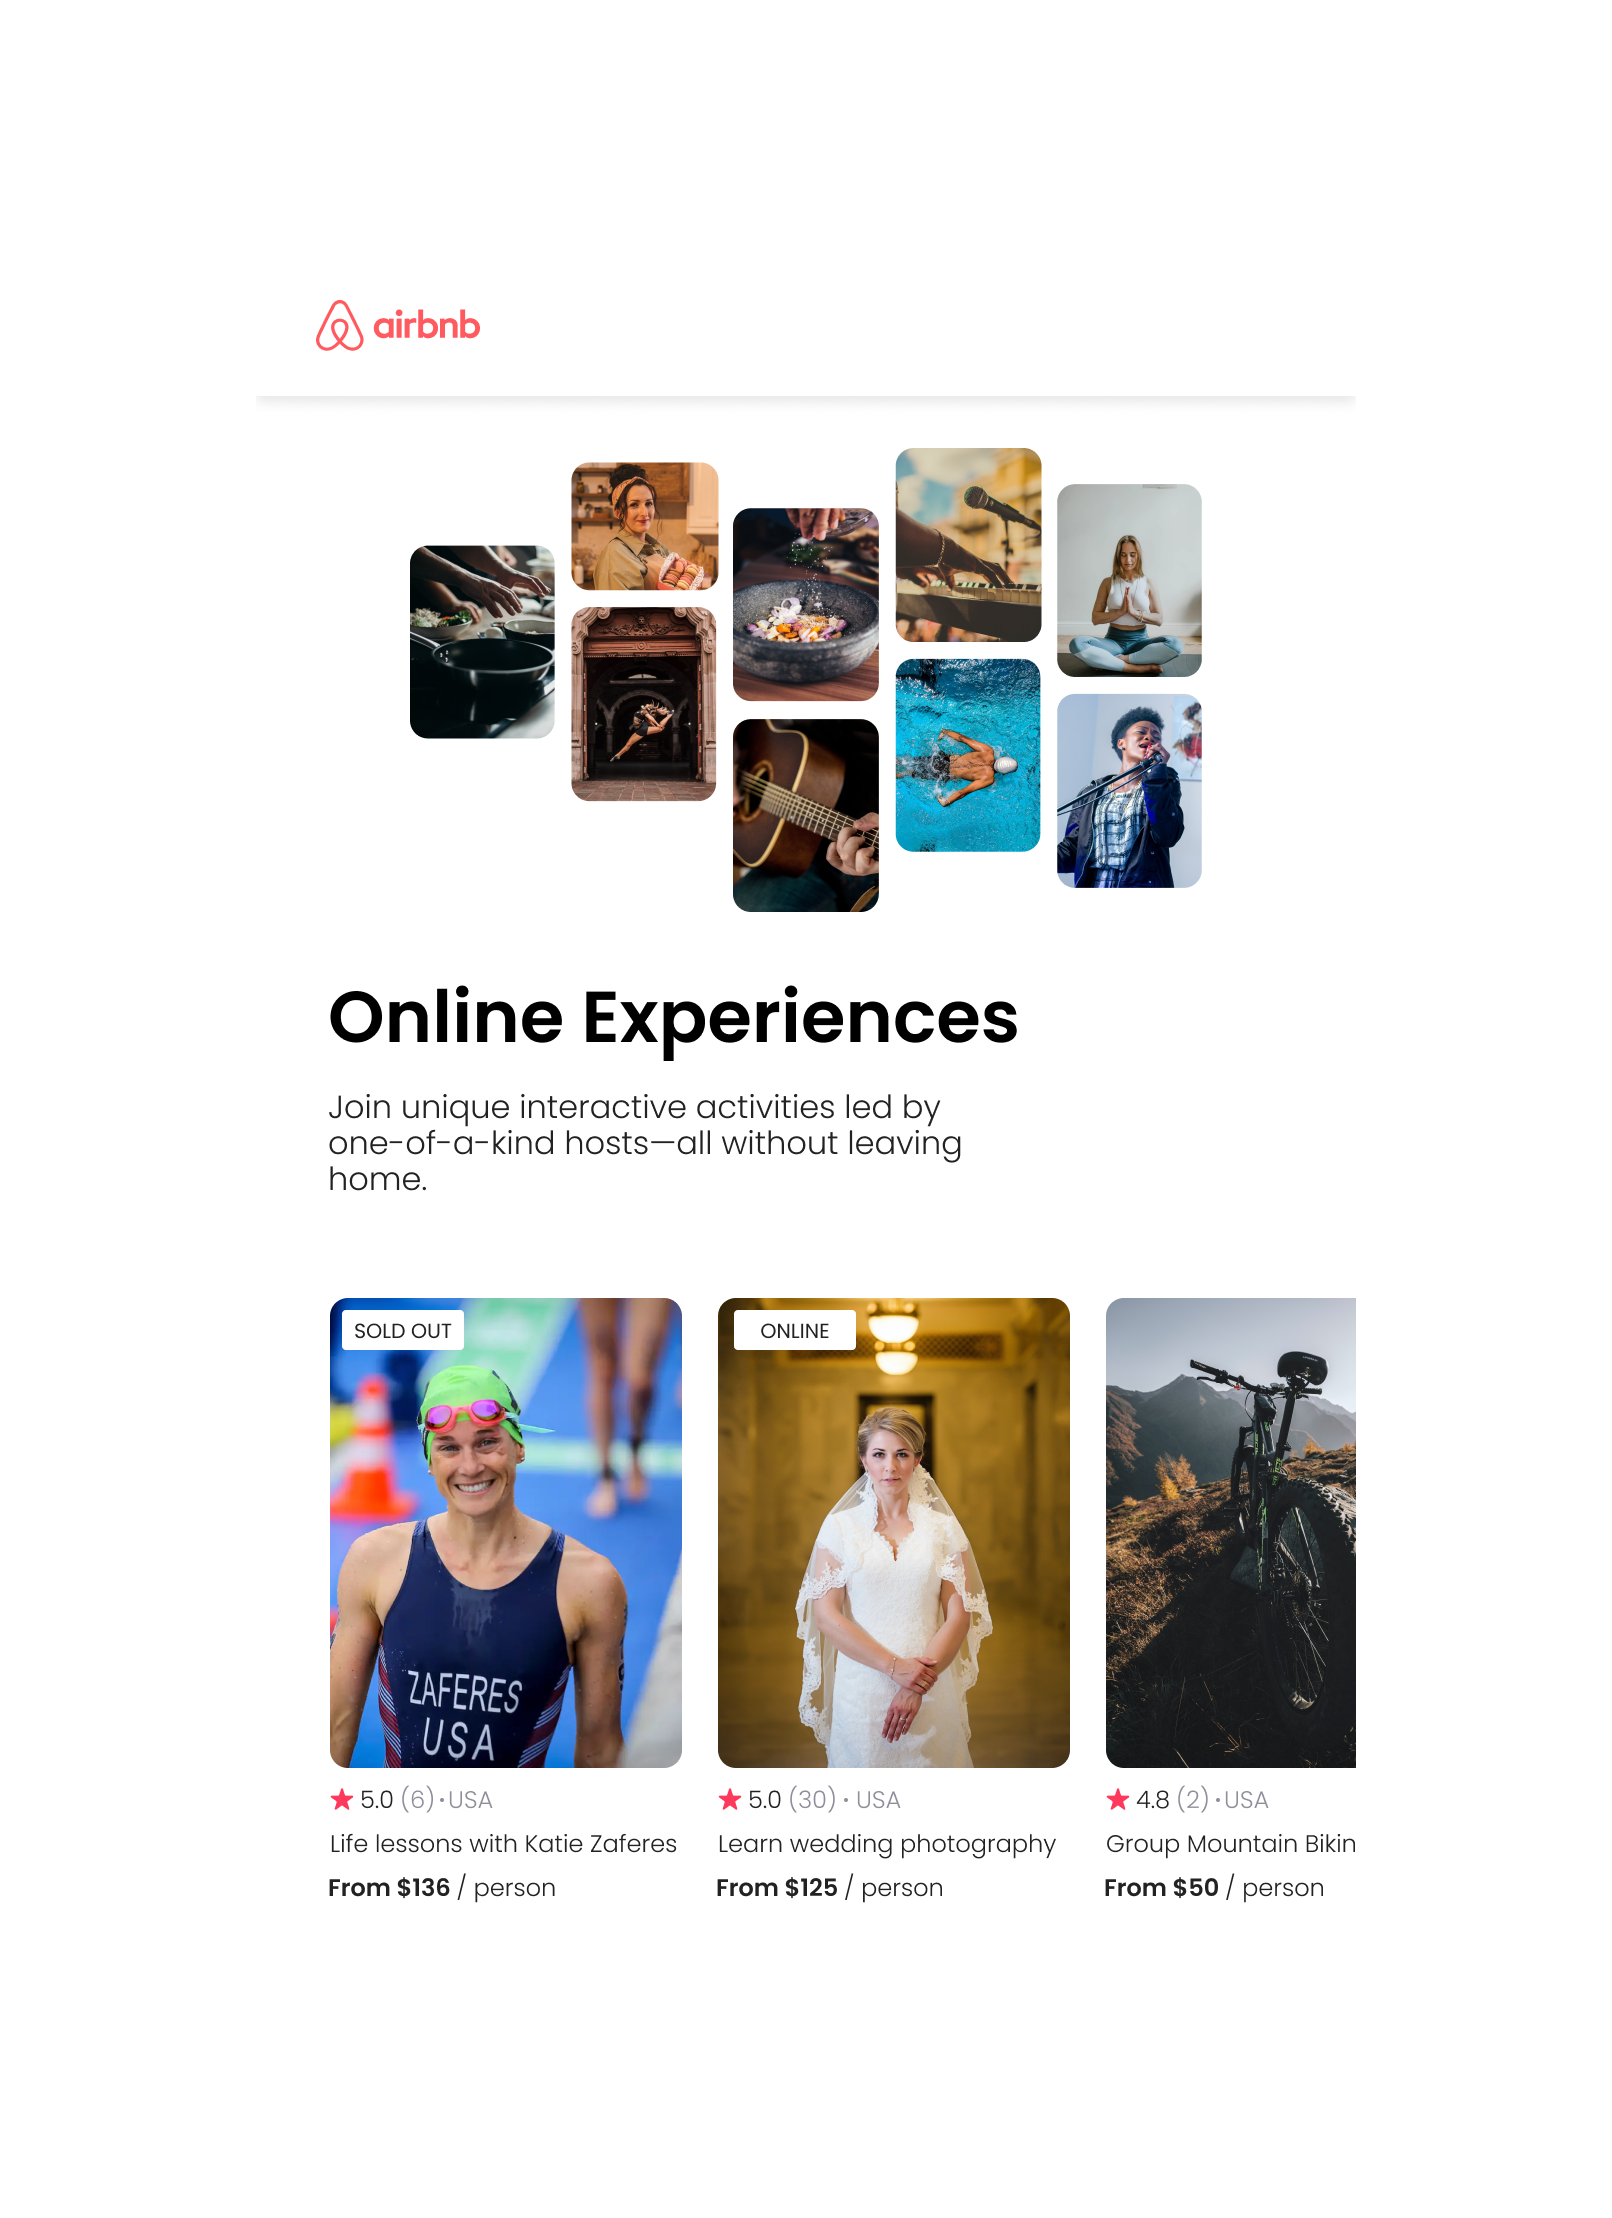 airbnb
Online Experiences
Join unique interactive activities led by
one-of-a-kind hosts—all without leaving
home.
SOLD OUT
ZAFERES
USA
5.0 (6) · USA
Life lessons with Katie Zaferes
From $136 / person
ONLINE
5.0 (30) · USA
Learn wedding photography
From $125 / person
4.8 (2) · USA
Group Mountain Bikin
From $50 / person